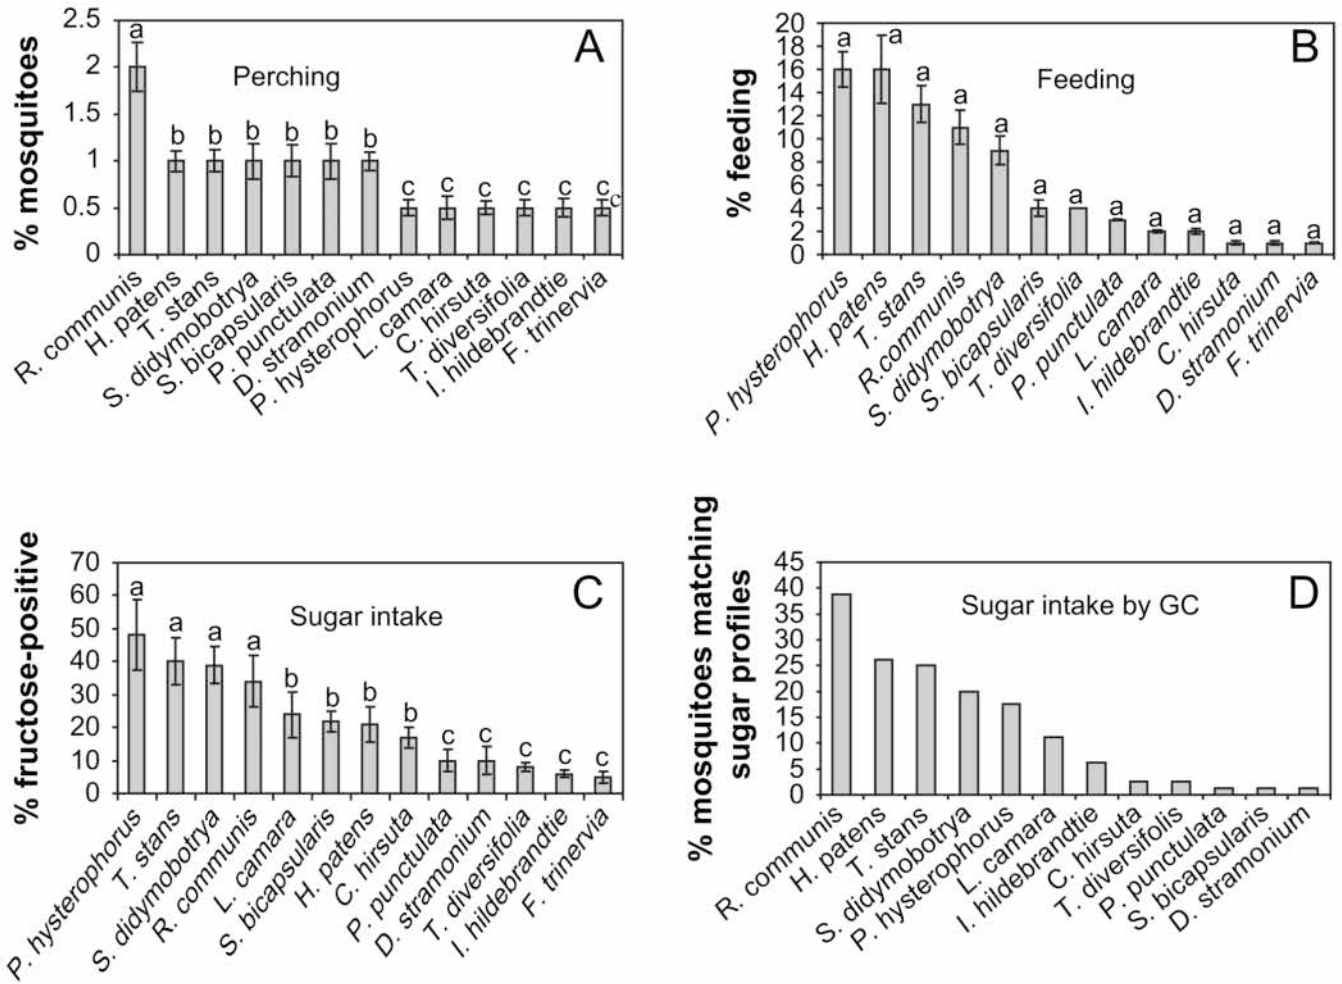 A
Perching
% mosquitoes
2.5
2
1.5
1
0.5
0
a
b
b
b
b
b
b
c
c
c
c
c
c
c
R. communis
H. patens
T. stans
S. didymobotrya
S. bicapsularis
P. punctulata
D. stramonium
P. hysterophorus
L. camara
C. hirsuta
T. diversifolia
I. hildebrandtie
F. trinervia
B
Feeding
% feeding
20
18
16
14
12
10
8
6
4
2
0
a
a
a
a
a
a
a
a
a
a
a
a
a
P. hysterophorus
H. patens
T. stans
R.communis
S. didymobotrya
S. bicapsularis
T. diversifolia
P. punctulata
L. camara
I. hildebrandtie
C. hirsuta
D. stramonium
F. trinervia
C
Sugar intake
% fructose-positive
70
60
50
40
30
20
10
0
a
a
a
a
b
b
b
b
c
c
c
c
c
P. hysterophorus
T. stans
S. didymobotrya
R. communis
L. camara
S. bicapsularis
H. patens
C. hirsuta
P. punctulata
D. stramonium
T. diversifolia
I. hildebrandtie
F. trinervia
D
Sugar intake by GC
% mosquitoes matching
sugar profiles
45
40
35
30
25
20
15
10
5
0
R. communis
H. patens
T. stans
S. didymobotrya
P. hysterophorus
L. camara
I. hildebrandtie
C. hirsuta
T. diversifolis
P. punctulata
S. bicapsularis
D. stramonium